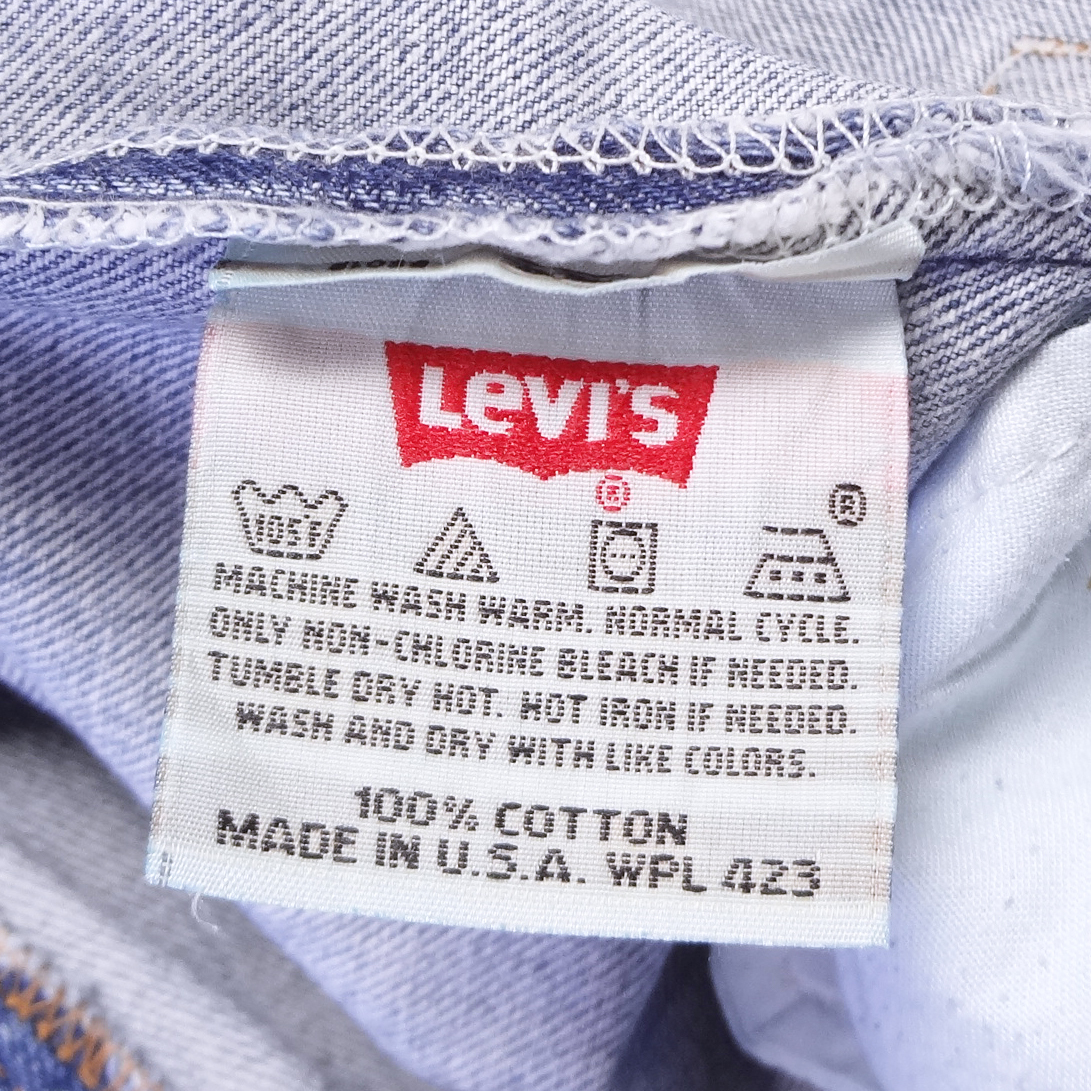 Levi's
®
®
105F
MACHINE WASH WARM. NORMAL CYCLE.
ONLY NON-CHLORINE BLEACH IF NEEDED.
TUMBLE DRY HOT. HOT IRON IF NEEDED.
WASH AND DRY WITH LIKE COLORS.
100% COTTON
MADE IN U.S.A. WPL 423